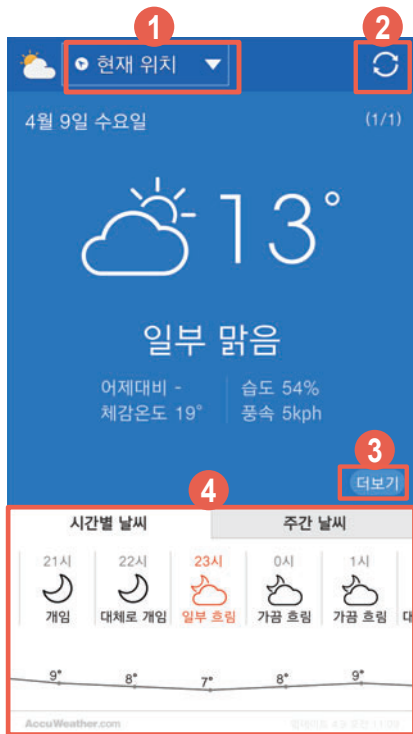 1
2
현재 위치
4월 9일 수요일 (1/1)
13°
일부 맑음
어제대비 - 습도 54%
체감온도 19° 풍속 5kph
3
더보기
4
시간별 날씨 주간 날씨
21시 22시 23시 0시 1시
개임 대체로 개임 일부 흐림 가끔 흐림 가끔 흐림 대
9° 8° 7° 8° 9°
AccuWeather.com